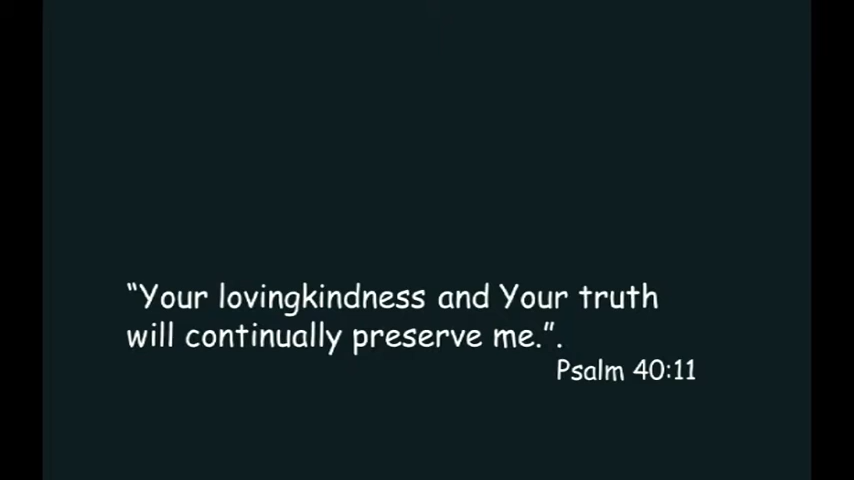 “Your lovingkindness and Your truth
will continually preserve me.”.
Psalm 40:11